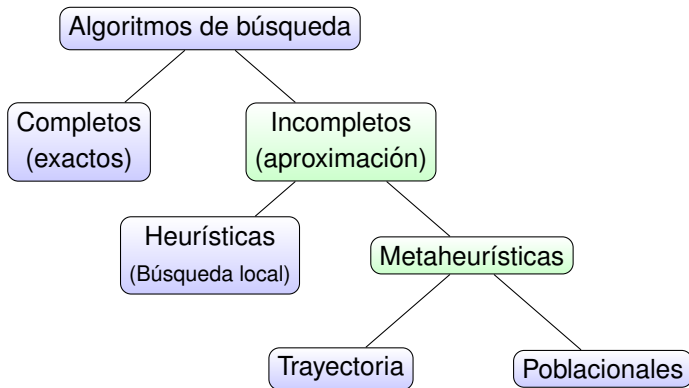 Algoritmos de búsqueda
Completos
(exactos)
Incompletos
(aproximación)
Heurísticas
(Búsqueda local)
Metaheurísticas
Trayectoria
Poblacionales